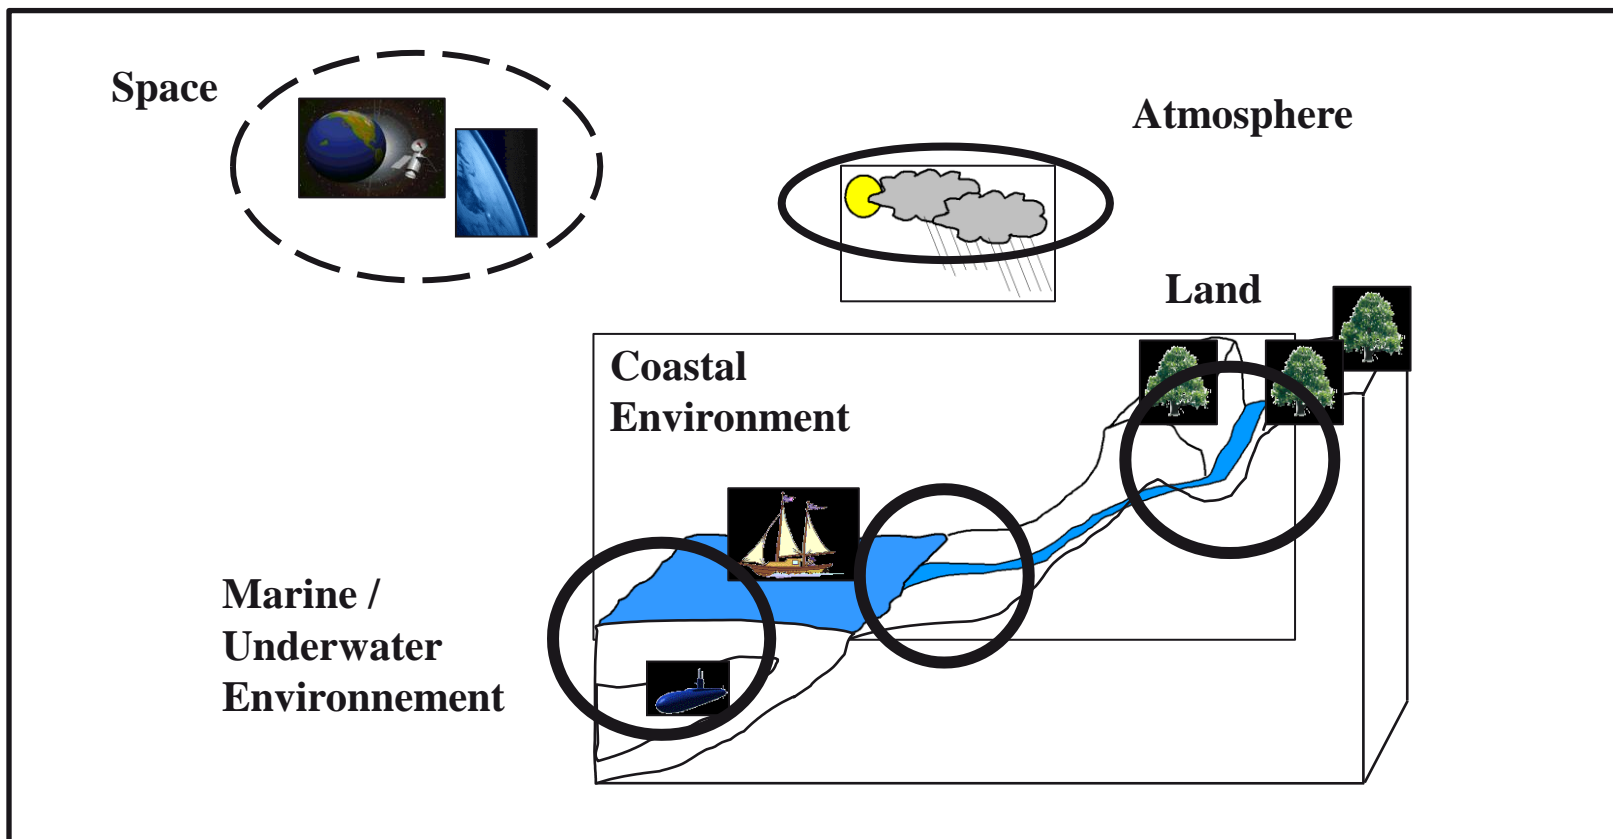 Space
Atmosphere
Land
Coastal
Environment
Marine /
Underwater
Environnement